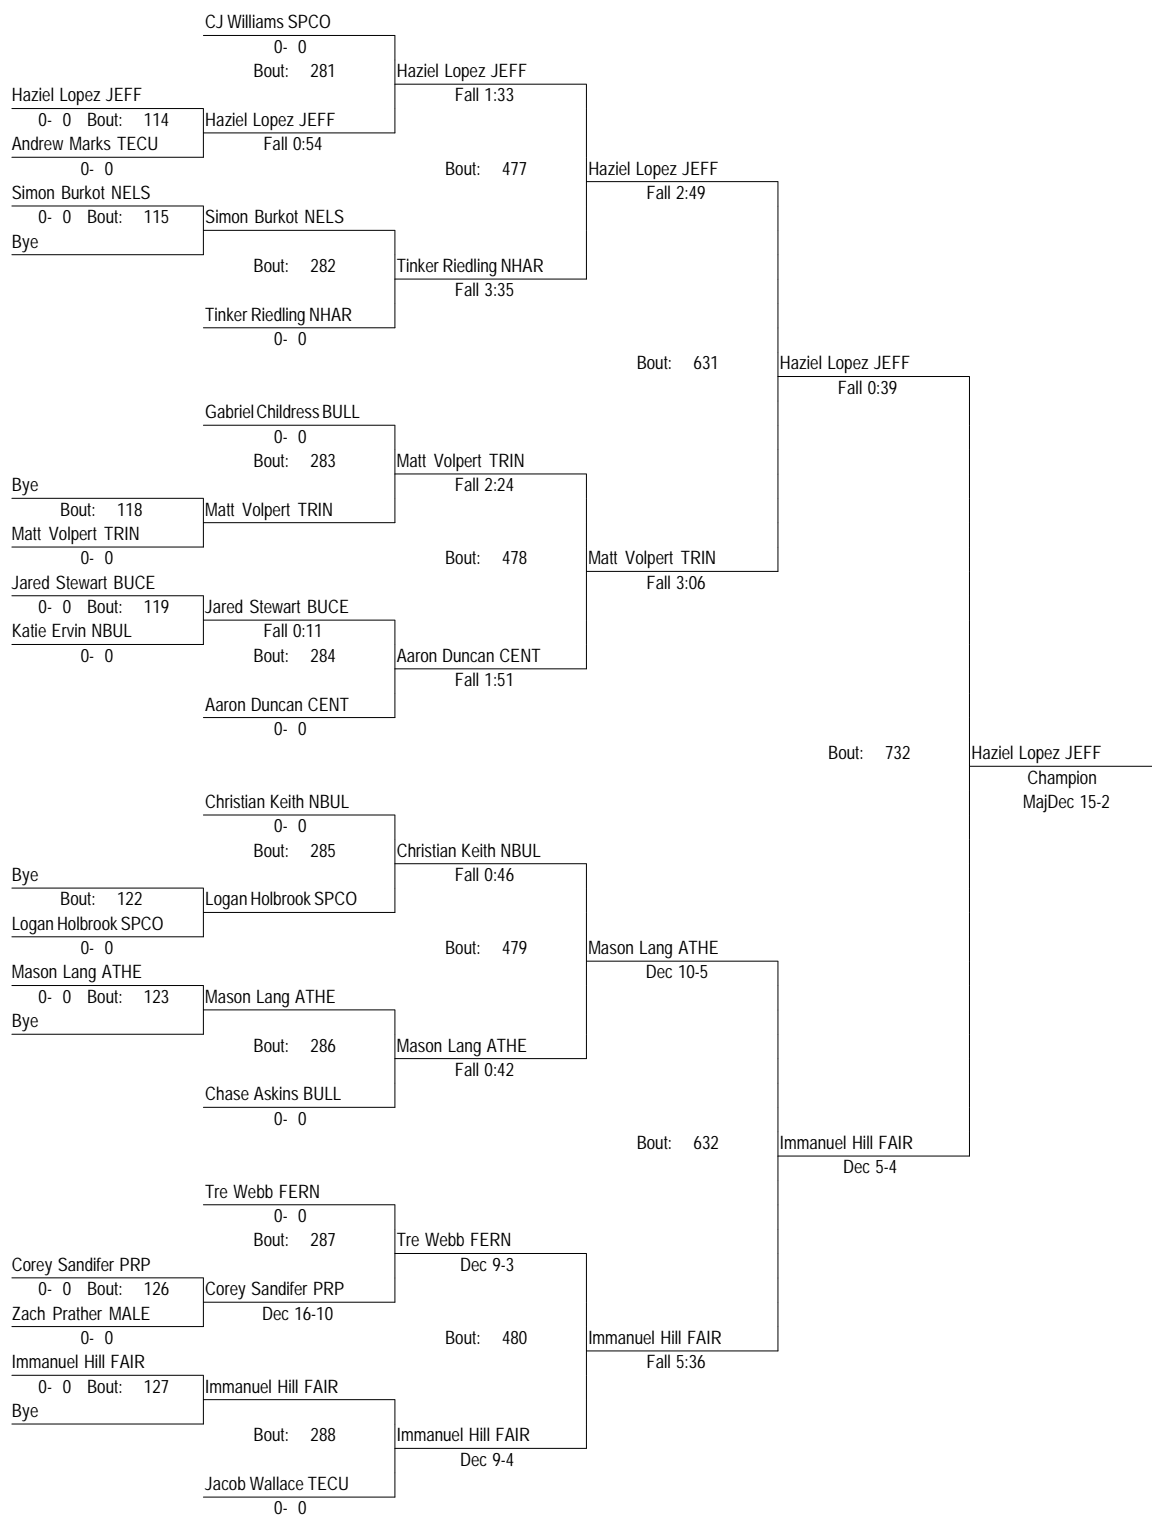 CJ Williams SPCO
0- 0
Bout: 281
Haziel Lopez JEFF
Fall 1:33
Haziel Lopez JEFF
0- 0 Bout: 114
Haziel Lopez JEFF
Andrew Marks TECU
Fall 0:54
0- 0
Bout: 477
Haziel Lopez JEFF
Fall 2:49
Simon Burkot NELS
0- 0 Bout: 115
Simon Burkot NELS
Bye
Bout: 282
Tinker Riedling NHAR
Fall 3:35
Tinker Riedling NHAR
0- 0
Bout: 631
Haziel Lopez JEFF
Fall 0:39
Gabriel Childress BULL
0- 0
Bout: 283
Matt Volpert TRIN
Fall 2:24
Bye
Bout: 118
Matt Volpert TRIN
Matt Volpert TRIN
0- 0
Bout: 478
Matt Volpert TRIN
Fall 3:06
Jared Stewart BUCE
0- 0 Bout: 119
Jared Stewart BUCE
Katie Ervin NBUL
Fall 0:11
0- 0
Bout: 284
Aaron Duncan CENT
Fall 1:51
Aaron Duncan CENT
0- 0
Bout: 732
Haziel Lopez JEFF
Champion
MajDec 15-2
Christian Keith NBUL
0- 0
Bout: 285
Christian Keith NBUL
Fall 0:46
Bye
Bout: 122
Logan Holbrook SPCO
Logan Holbrook SPCO
0- 0
Bout: 479
Mason Lang ATHE
Dec 10-5
Mason Lang ATHE
0- 0 Bout: 123
Mason Lang ATHE
Bye
Bout: 286
Mason Lang ATHE
Fall 0:42
Chase Askins BULL
0- 0
Bout: 632
Immanuel Hill FAIR
Dec 5-4
Tre Webb FERN
0- 0
Bout: 287
Tre Webb FERN
Dec 9-3
Corey Sandifer PRP
0- 0 Bout: 126
Corey Sandifer PRP
Zach Prather MALE
Dec 16-10
0- 0
Bout: 480
Immanuel Hill FAIR
Fall 5:36
Immanuel Hill FAIR
0- 0 Bout: 127
Immanuel Hill FAIR
Bye
Bout: 288
Immanuel Hill FAIR
Dec 9-4
Jacob Wallace TECU
0- 0